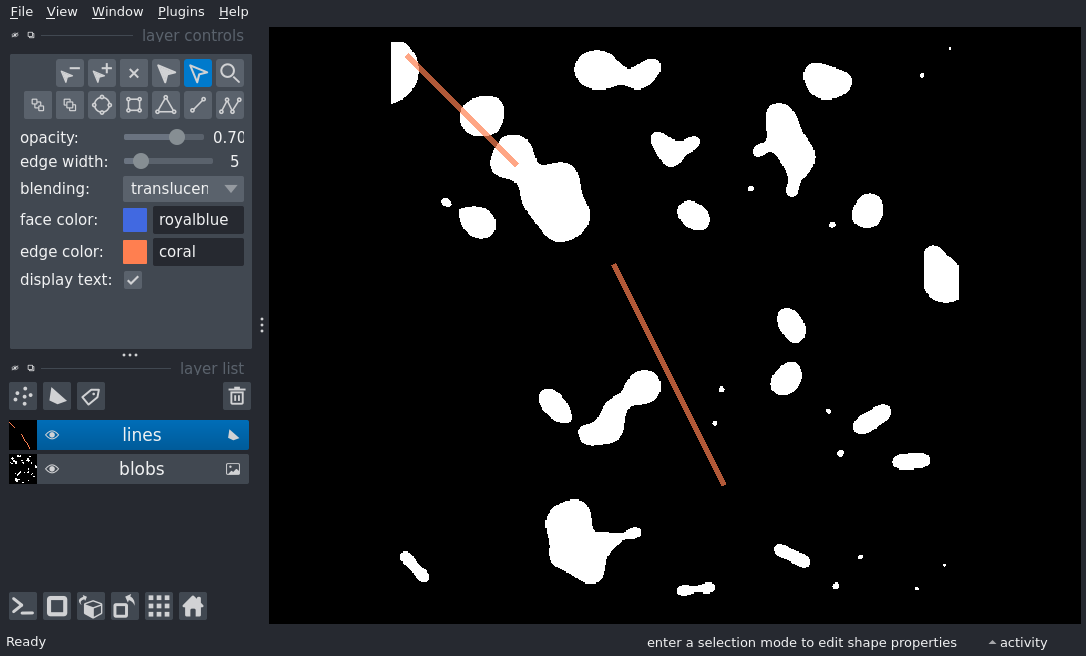 File View Window Plugins Help
layer controls
opacity: 0.70
edge width: 5
blending: translucen
face color: royalblue
edge color: coral
display text:
layer list
lines
blobs
Ready enter a selection mode to edit shape properties activity